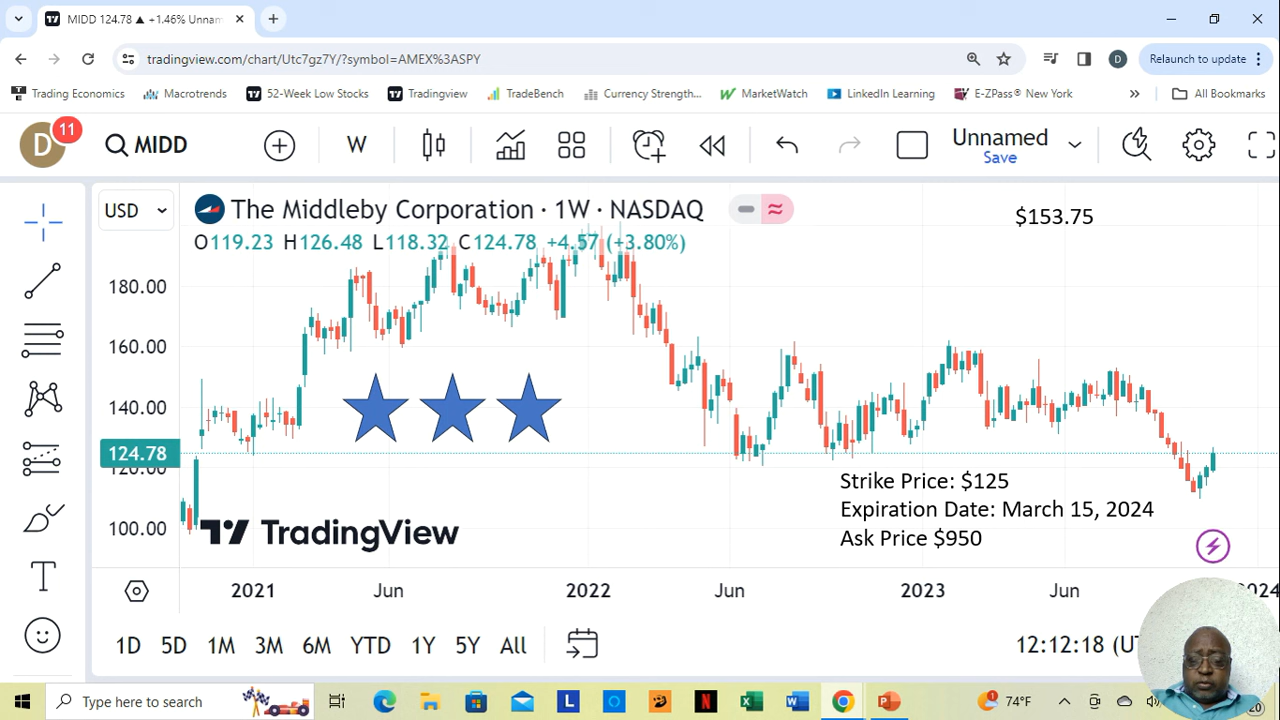 MIDD 124.78 ▲ +1.46% Unnam
tradingview.com/chart/Utc7gz7Y/?symbol=AMEX%3ASPY
D
Relaunch to update
Trading Economics
Macrotrends
52-Week Low Stocks
Tradingview
TradeBench
Currency Strength...
MarketWatch
LinkedIn Learning
E-ZPass® New York
All Bookmarks
D
11
MIDD
W
Unnamed
Save
USD
The Middleby Corporation · 1W · NASDAQ
$153.75
O119.23 H126.48 L118.32 C124.78 +4.57 (+3.80%)
180.00
160.00
140.00
124.78
120.00
100.00
Strike Price: $125
Expiration Date: March 15, 2024
Ask Price $950
TradingView
2021
Jun
2022
Jun
2023
Jun
2024
1D
5D
1M
3M
6M
YTD
1Y
5Y
All
12:12:18 (UT
Type here to search
74°F
20